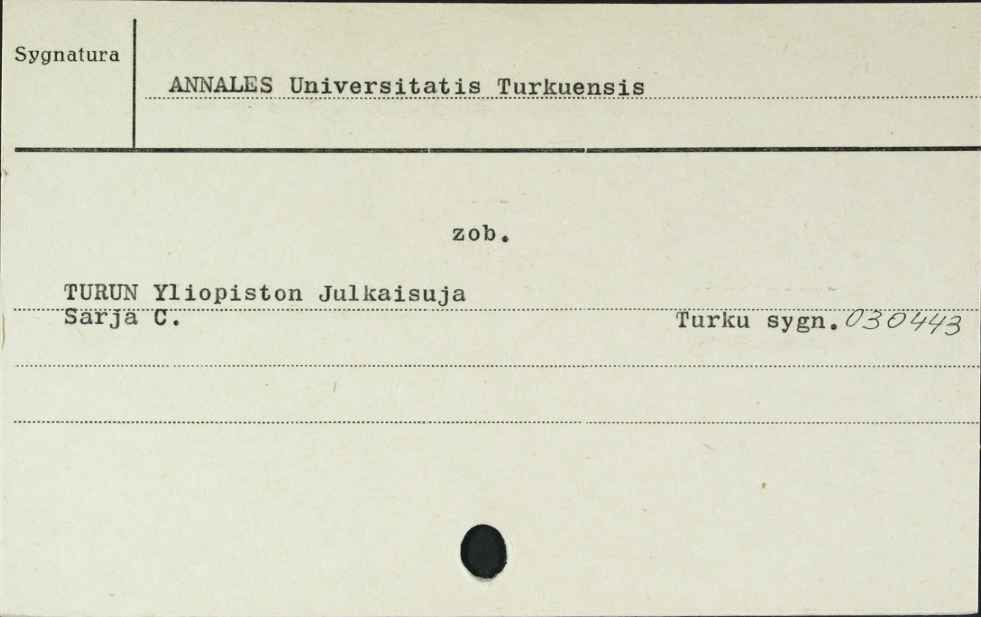 Sygnatura
ANNALES Universitatis Turkuensis
zob.
TURUN Yliopiston Julkaisuja
Sarja C.
Turku sygn. 030443